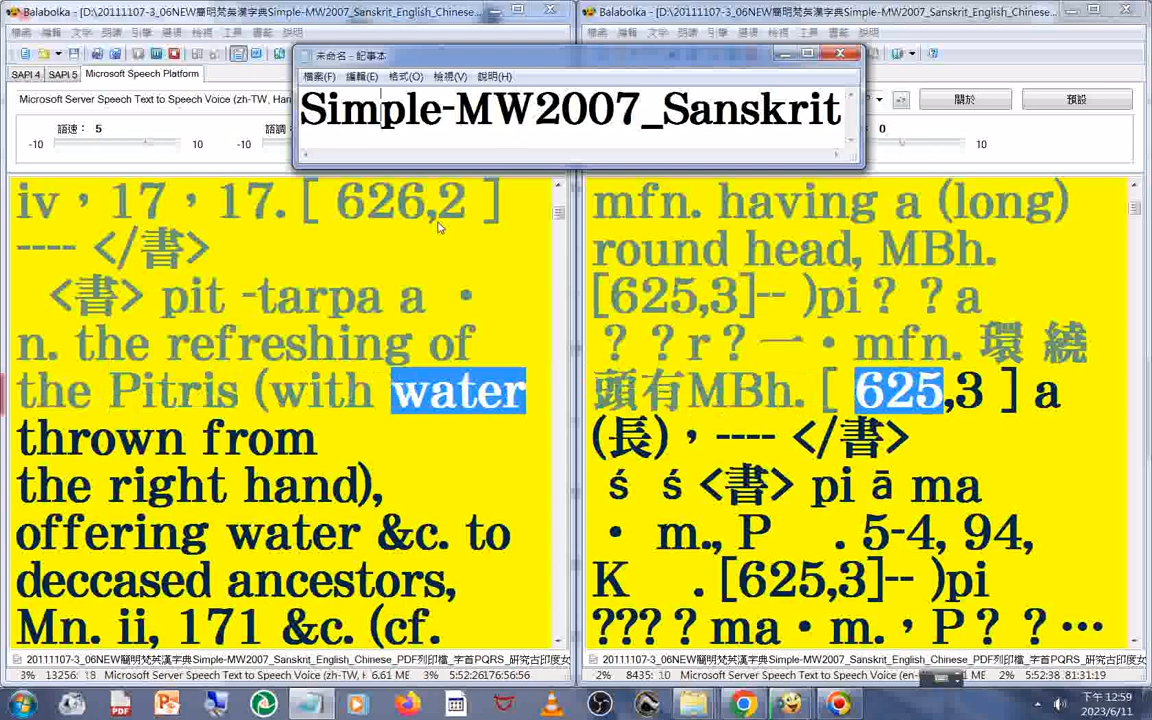 Balabolka - [D:\20111107-3_06NEW簡明梵英漢字典Simple-MW2007_Sanskrit_English_Chinese...
Balabolka - [D:\20111107-3_06NEW簡明梵英漢字典Simple-MW2007_Sanskrit_English_Chinese_PDF...
未命名 - 記事本
檔案(F) 編輯(E) 格式(O) 檢視(V) 說明(H)
Simple-MW2007_Sanskrit
SAPI 4 SAPI 5 Microsoft Speech Platform
Microsoft Server Speech Text to Speech Voice (zh-TW, Han
關於 預設
語速： 5 語調：
-10 10 -10
0
10
iv，17，17. [ 626,2 ]
---- </書>
<書> pit -tarpa a •
n. the refreshing of
the Pitris (with water
thrown from
the right hand),
offering water &c. to
deccased ancestors,
Mn. ii, 171 &c. (cf.
mfn. having a (long)
round head, MBh.
[625,3]-- )pi？？a
？？r？一•mfn. 環 繞
頭有MBh. [ 625,3 ] a
(長)，---- </書>
ś ś <書> pi ā ma
• m., P . 5-4, 94,
K . [625,3]-- )pi
????ma•m.，P？？…
20111107-3_06NEW簡明梵英漢字典Simple-MW2007_Sanskrit_English_Chinese_PDF列印檔_字首PQRS_研究古印度女
20111107-3_06NEW簡明梵英漢字典Simple-MW2007_Sanskrit_English_Chinese_PDF列印檔_字首PQRS_研究古印度女
3% 13256: 18 Microsoft Server Speech Text to Speech Voice (zh-TW, H 6.61 ME 3% 5:52:26176:56:56
2% 8435: 10 Microsoft Server Speech Text to Speech 2% 5:52:38 81:31:19
下午 12:59
2023/6/11